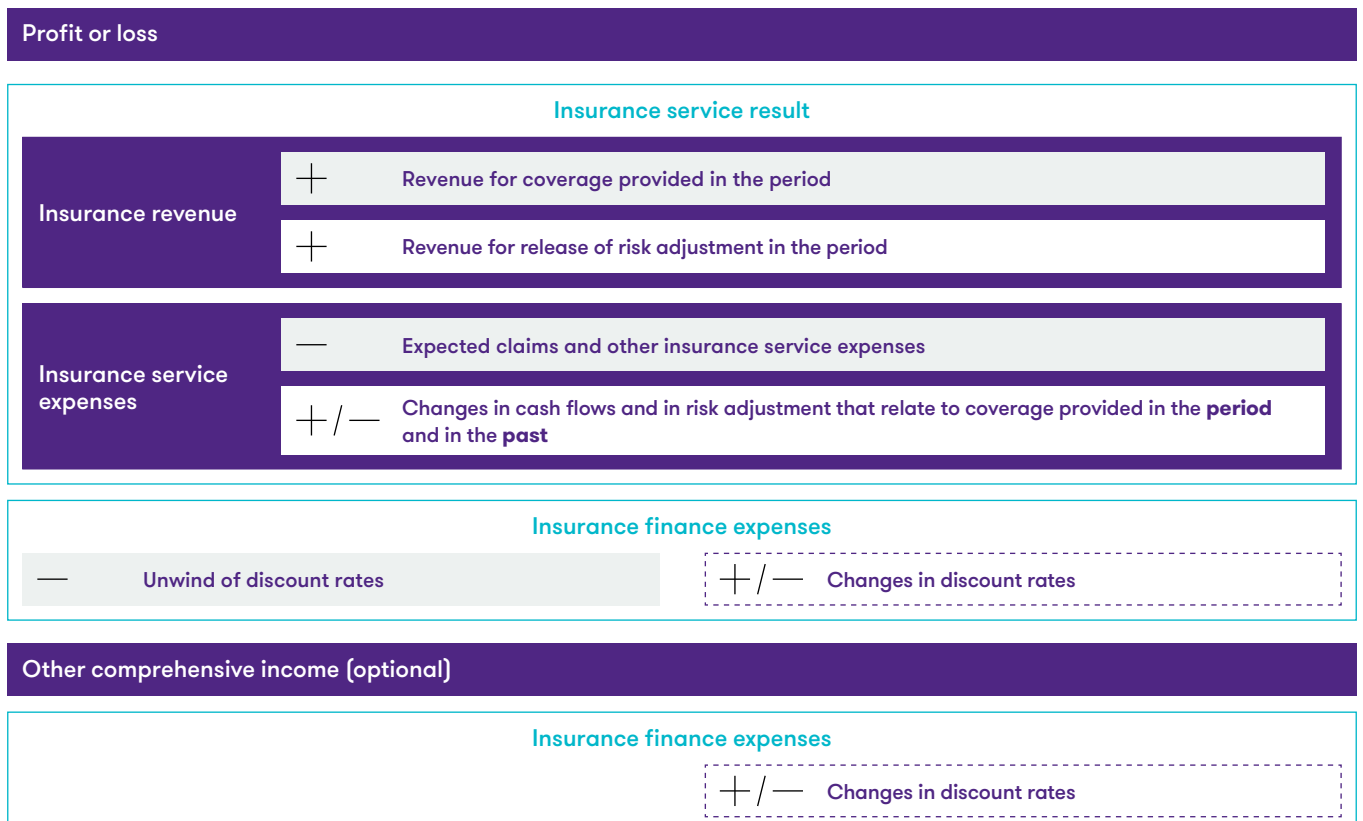 Profit or loss
Insurance service result
Insurance revenue
+ Revenue for coverage provided in the period
+ Revenue for release of risk adjustment in the period
Insurance service
expenses
— Expected claims and other insurance service expenses
+/— Changes in cash flows and in risk adjustment that relate to coverage provided in the period
and in the past
Insurance finance expenses
— Unwind of discount rates
+/— Changes in discount rates
Other comprehensive income (optional)
Insurance finance expenses
+/— Changes in discount rates